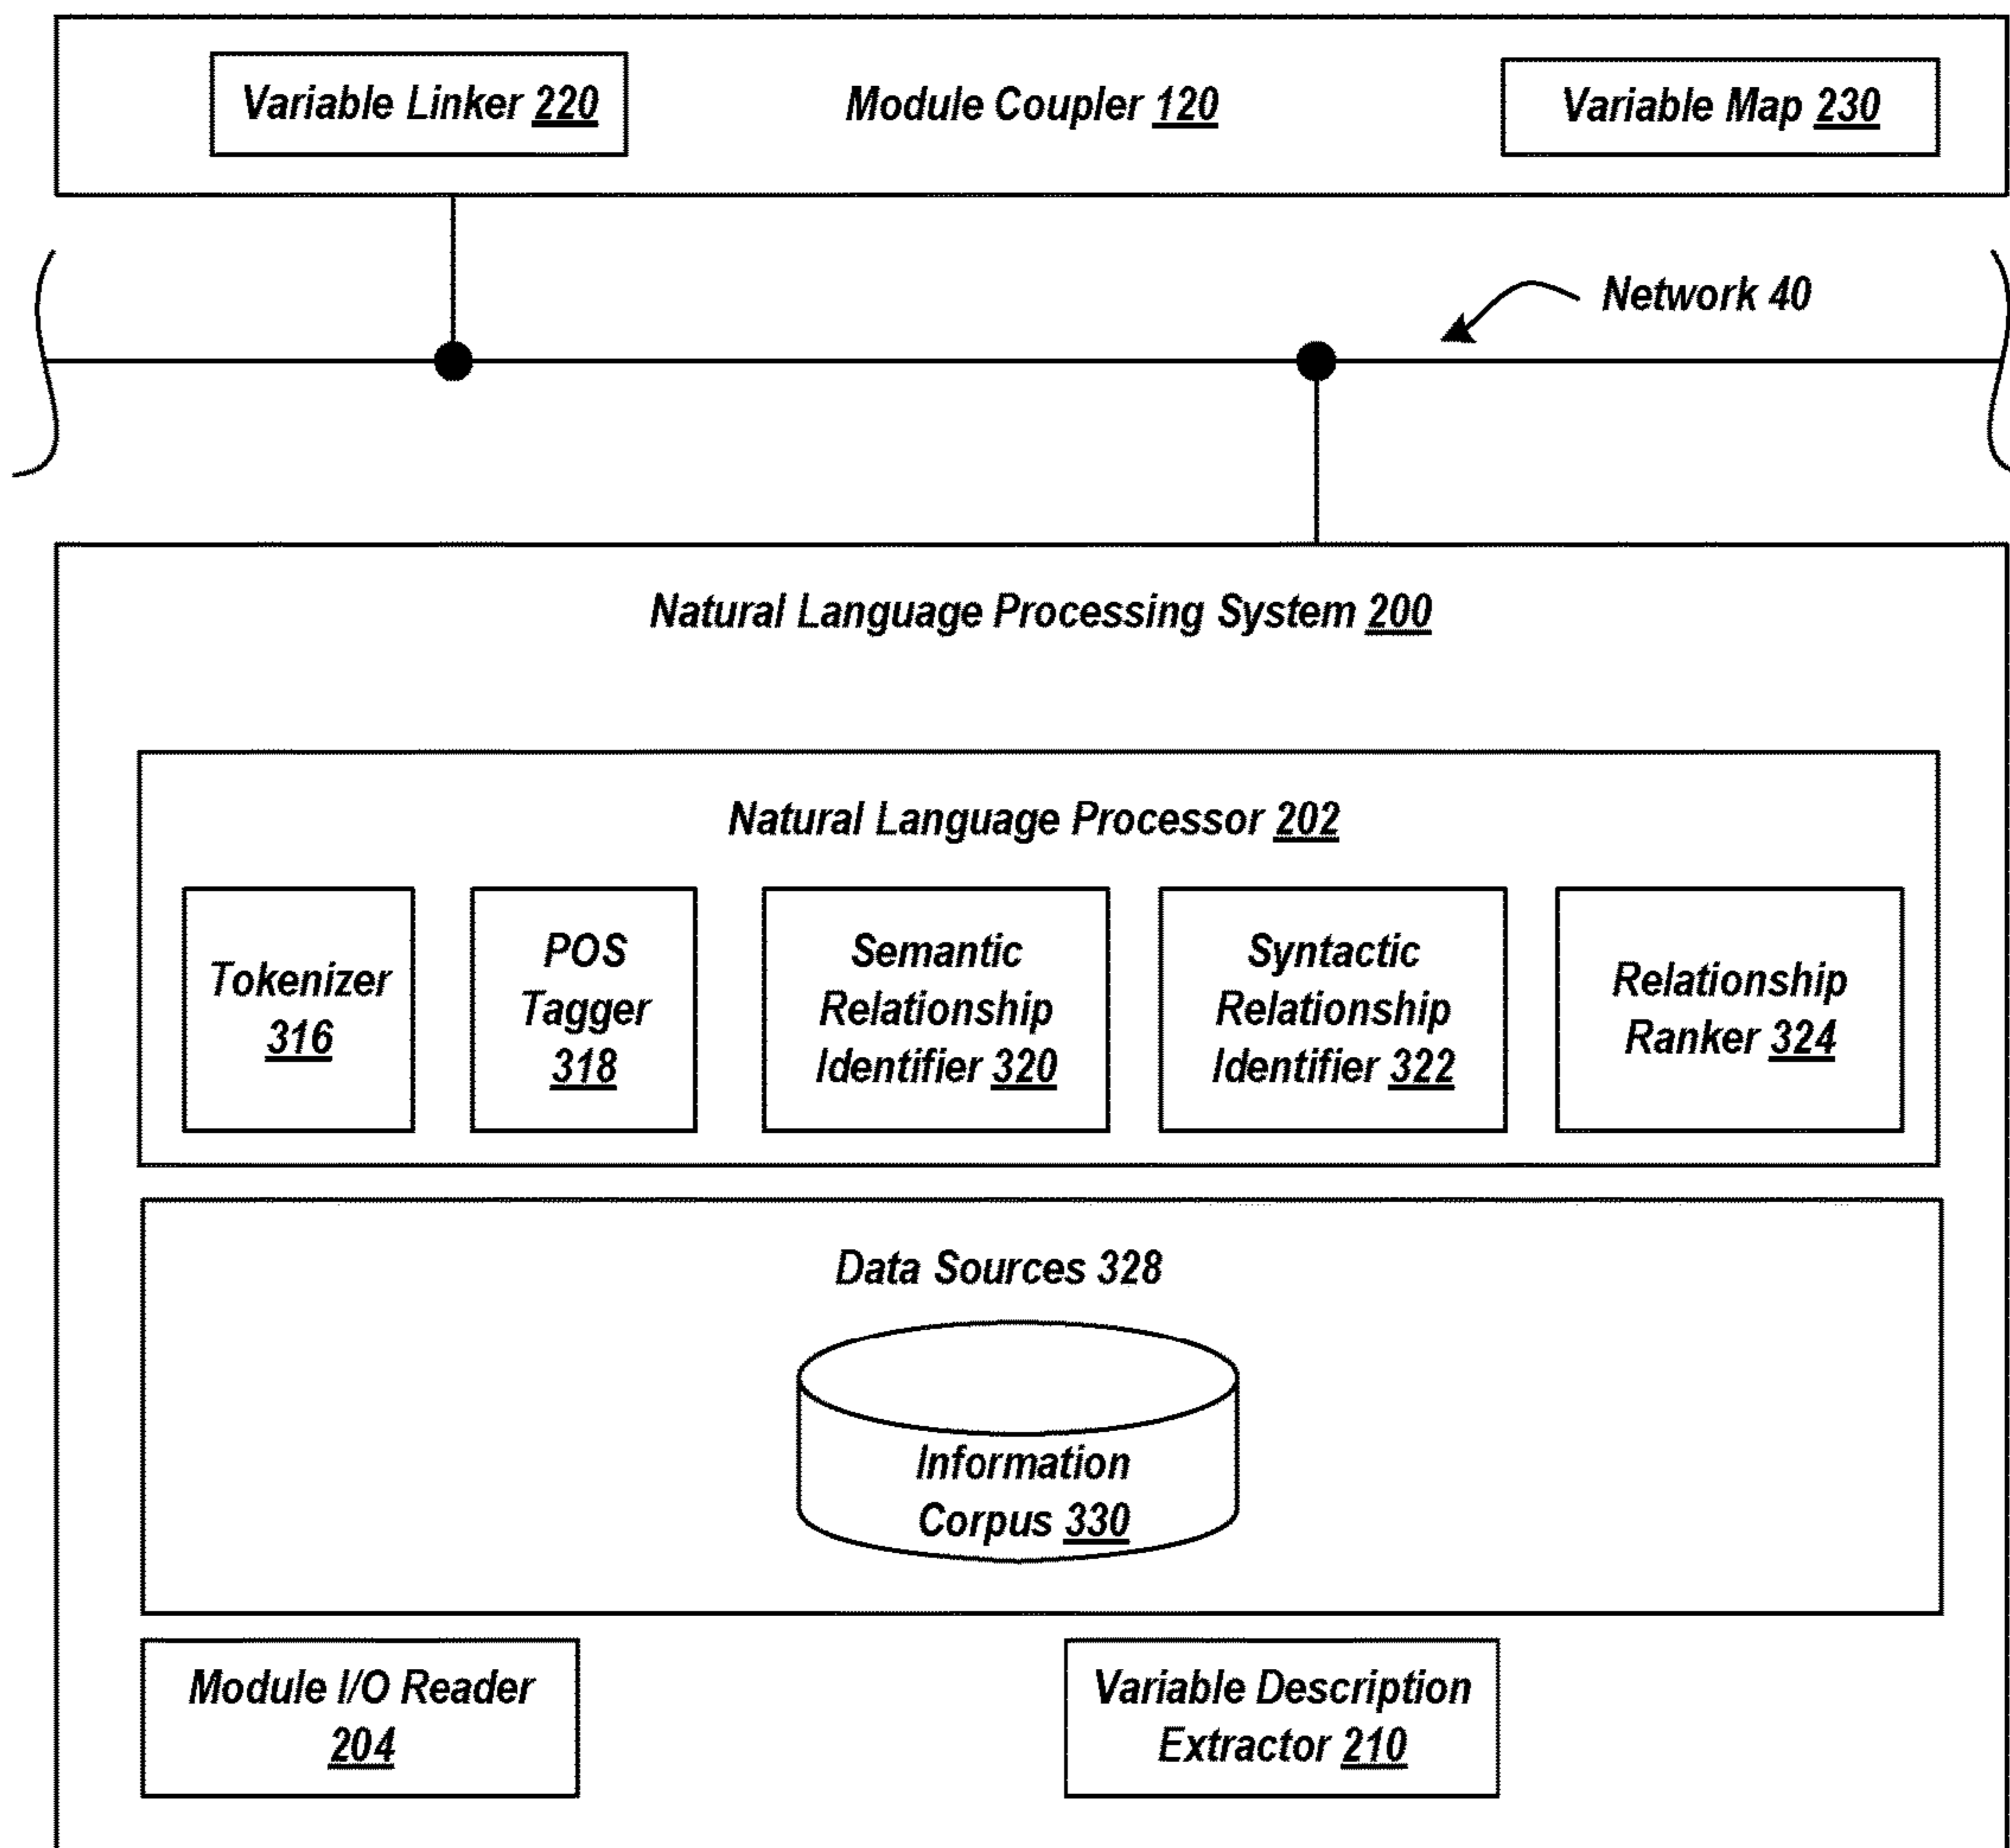 Variable Linker 220
Module Coupler 120
Variable Map 230
Network 40
Natural Language Processing System 200
Natural Language Processor 202
Tokenizer
316
POS
Tagger
318
Semantic
Relationship
Identifier 320
Syntactic
Relationship
Identifier 322
Relationship
Ranker 324
Data Sources 328
Information
Corpus 330
Module I/O Reader
204
Variable Description
Extractor 210